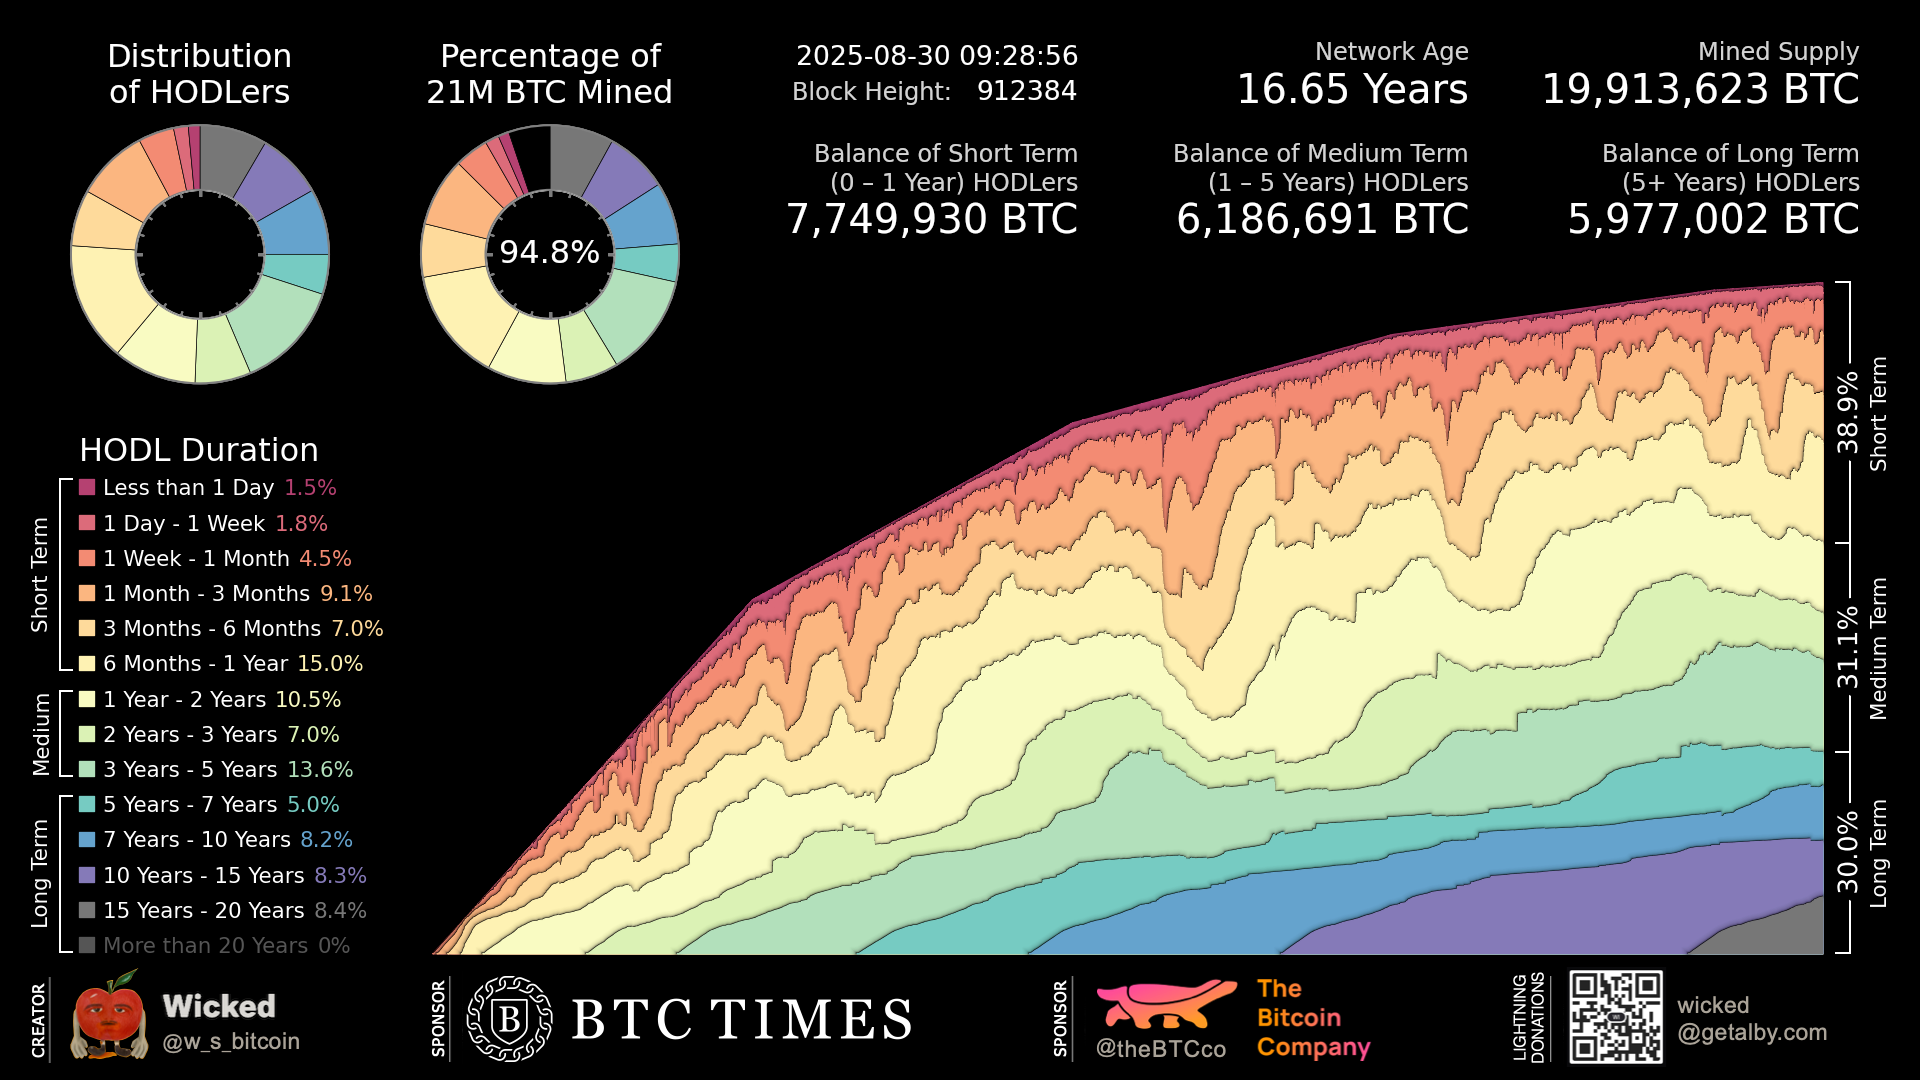 Distribution
of HODLers
Percentage of
21M BTC Mined
94.8%
2025-08-30 09:28:56
Block Height: 912384
Network Age
16.65 Years
Mined Supply
19,913,623 BTC
Balance of Short Term
(0 – 1 Year) HODLers
7,749,930 BTC
Balance of Medium Term
(1 – 5 Years) HODLers
6,186,691 BTC
Balance of Long Term
(5+ Years) HODLers
5,977,002 BTC
HODL Duration
Short Term
Less than 1 Day 1.5%
1 Day - 1 Week 1.8%
1 Week - 1 Month 4.5%
1 Month - 3 Months 9.1%
3 Months - 6 Months 7.0%
6 Months - 1 Year 15.0%
Medium
1 Year - 2 Years 10.5%
2 Years - 3 Years 7.0%
3 Years - 5 Years 13.6%
Long Term
5 Years - 7 Years 5.0%
7 Years - 10 Years 8.2%
10 Years - 15 Years 8.3%
15 Years - 20 Years 8.4%
More than 20 Years 0%
38.9%
Short Term
31.1%
Medium Term
30.0%
Long Term
CREATOR
Wicked
@w_s_bitcoin
SPONSOR
B
BTC TIMES
SPONSOR
@theBTCco
The
Bitcoin
Company
LIGHTNING
DONATIONS
wicked
@getalby.com